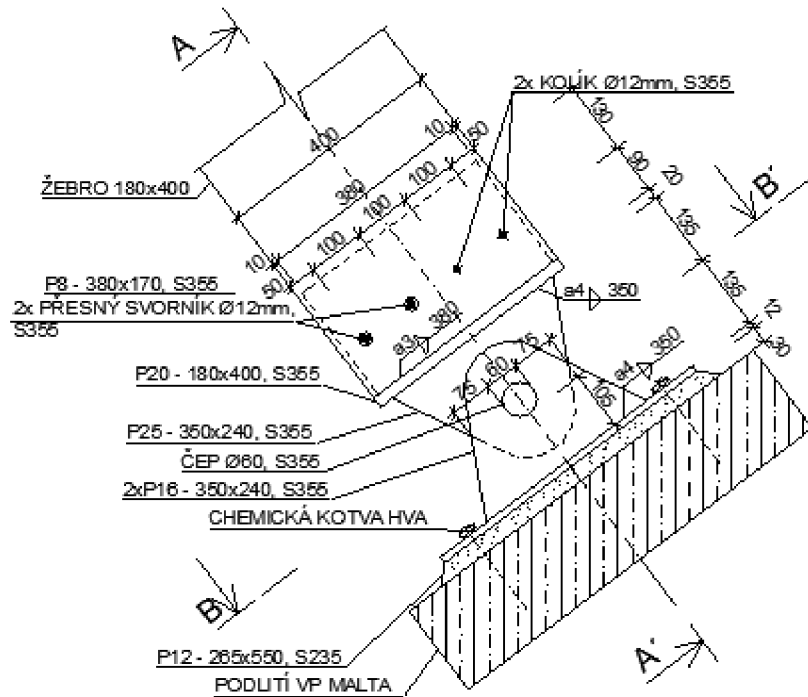 A
2x KOLÍK Ø12mm, S355
130
90
20
135
135
12
30
B'
400
10
50
380
100
100
100
100
10
50
ŽEBRO 180x400
P8 - 380x170, S355
2x PŘESNÝ SVORNÍK Ø12mm,
S355
a3 380
a4 350
P20 - 180x400, S355
75
60
75
105
a4 350
P25 - 350x240, S355
ČEP Ø60, S355
2xP16 - 350x240, S355
CHEMICKÁ KOTVA HVA
B
P12 - 265x550, S235
PODLITÍ VP MALTA
A'